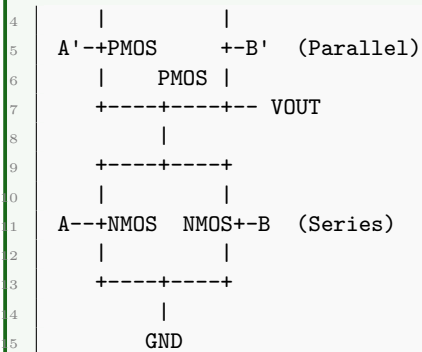 4        |         |
5    A'-+PMOS      +-B'  (Parallel)
6       |    PMOS |
7       +----+----+-- VOUT
8            |
9       +----+----+
10      |         |
11   A--+NMOS  NMOS+-B  (Series)
12      |         |
13      +----+----+
14           |
15          GND